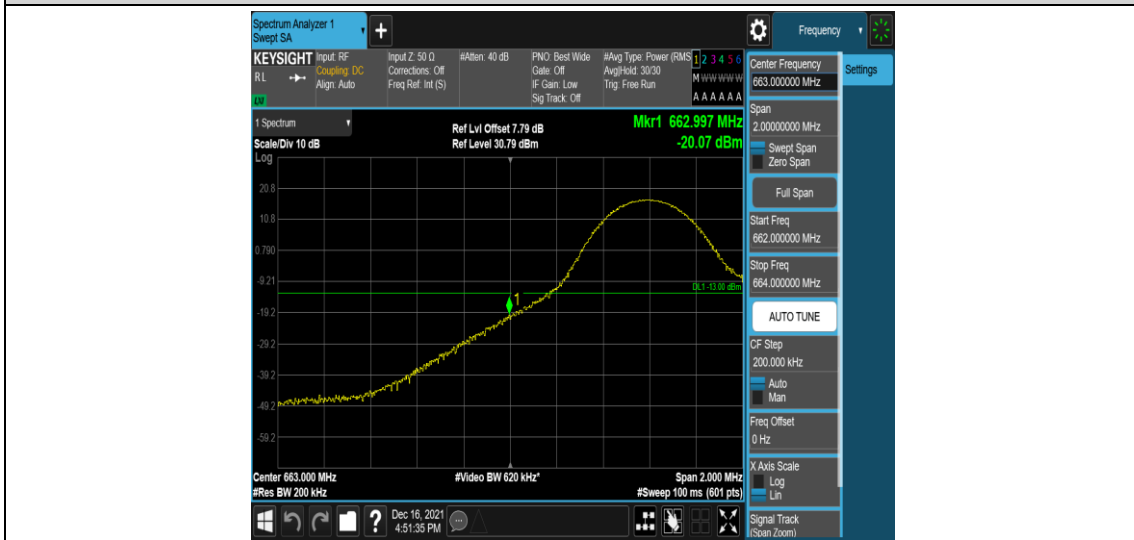 Spectrum Analyzer 1
Swept SA
Frequency
KEYSIGHT
RL
LXI
Input: RF
Coupling: DC
Align: Auto
Input Z: 50 Ω
Corrections: Off
Freq Ref: Int (S)
#Atten: 40 dB
PNO: Best Wide
Gate: Off
IF Gain: Low
Sig Track: Off
#Avg Type: Power (RMS
Avg|Hold: 30/30
Trig: Free Run
1 2 3 4 5 6
M W W W W W
A A A A A A
Center Frequency
663.000000 MHz
Settings
1 Spectrum
Scale/Div 10 dB
Ref Lvl Offset 7.79 dB
Ref Level 30.79 dBm
Mkr1 662.997 MHz
-20.07 dBm
Log
20.8
10.8
0.790
-9.21
-19.2
-29.2
-39.2
-49.2
-59.2
DL1 -13.00 dBm
1
Center 663.000 MHz
#Res BW 200 kHz
#Video BW 620 kHz*
Span 2.000 MHz
#Sweep 100 ms (601 pts)
Span
2.00000000 MHz
Swept Span
Zero Span
Full Span
Start Freq
662.000000 MHz
Stop Freq
664.000000 MHz
AUTO TUNE
CF Step
200.000 kHz
Auto
Man
Freq Offset
0 Hz
X Axis Scale
Log
Lin
Signal Track
(Span Zoom)
Dec 16, 2021
4:51:35 PM